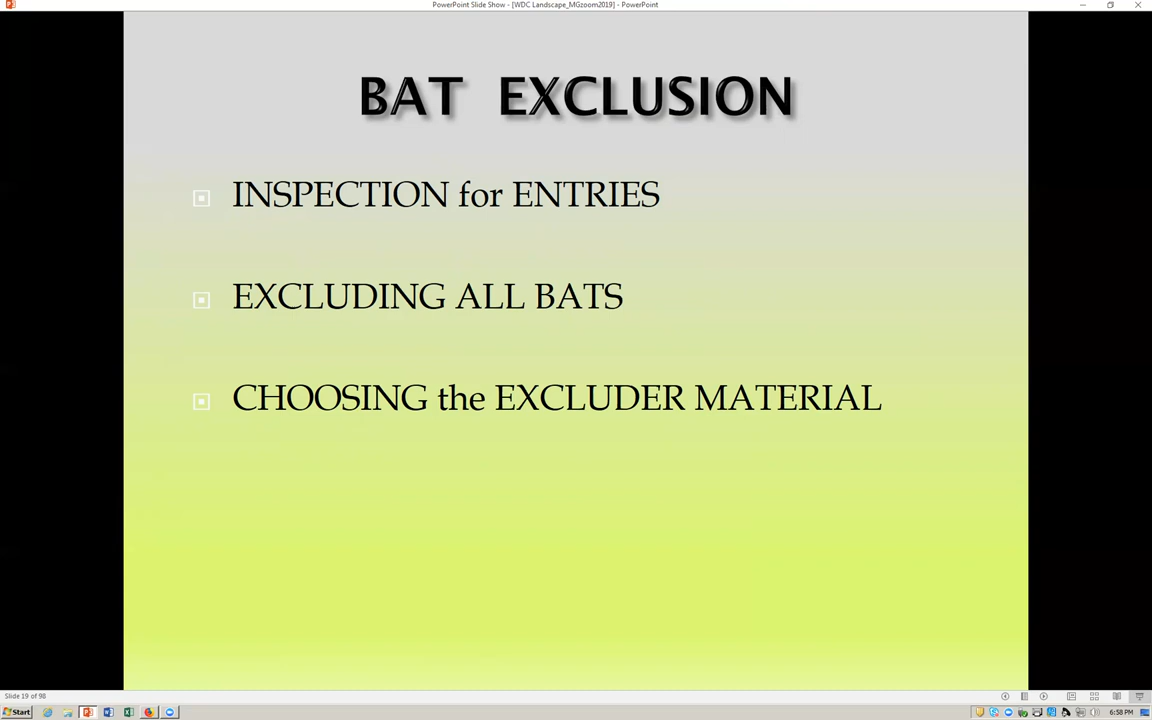 PowerPoint Slide Show - [WDC Landscape_MGzoom2019] - PowerPoint
BAT EXCLUSION
INSPECTION for ENTRIES
EXCLUDING ALL BATS
CHOOSING the EXCLUDER MATERIAL
Slide 19 of 98
Start
6:58 PM